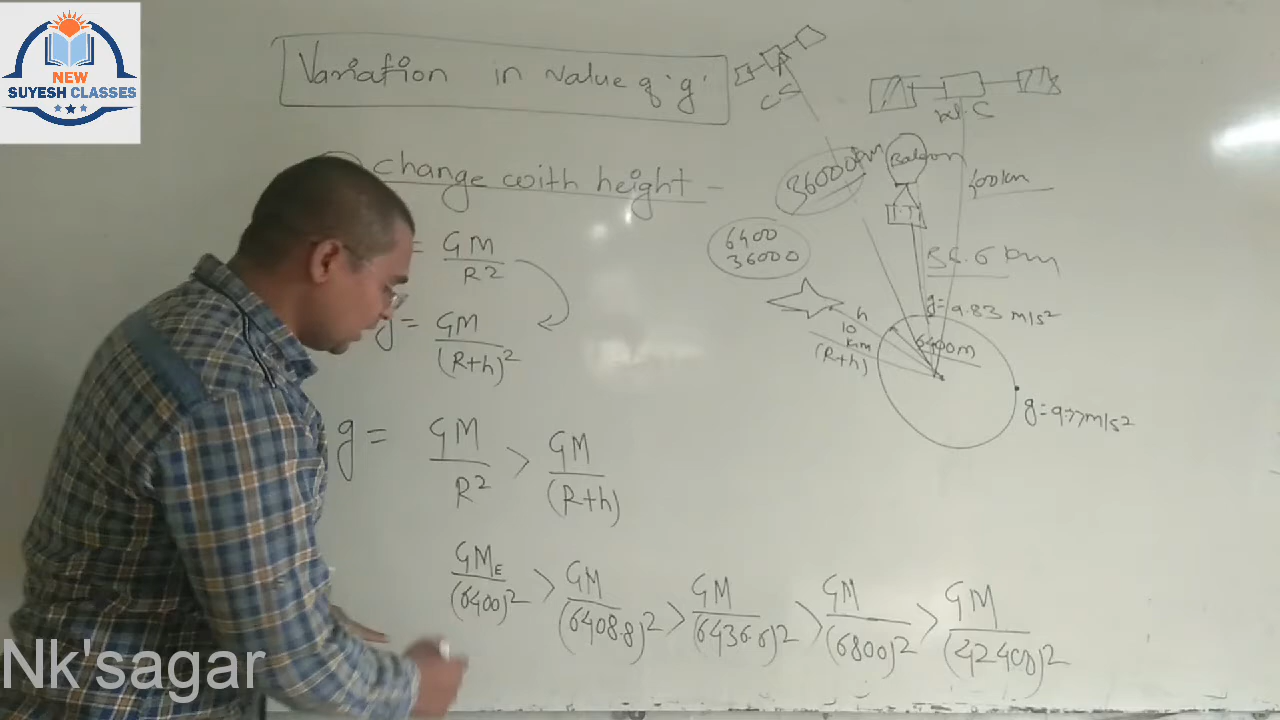 NEW
SUYESH CLASSES
Variation in value of 'g'
change with height -
= GM
R²
g = GM
(R+h)²
g = GM > GM
R² (R+h)
GM_E > GM > GM > GM > GM
(6400)² (6408.8)² (6436.6)² (6800)² (42400)²
C S
36000km
6400
36000
Baloon
400km
36.6 km
g=9.83 m/s²
h
10
km
(R+h)
6400m
g=9.77m/s²
Nk'sagar